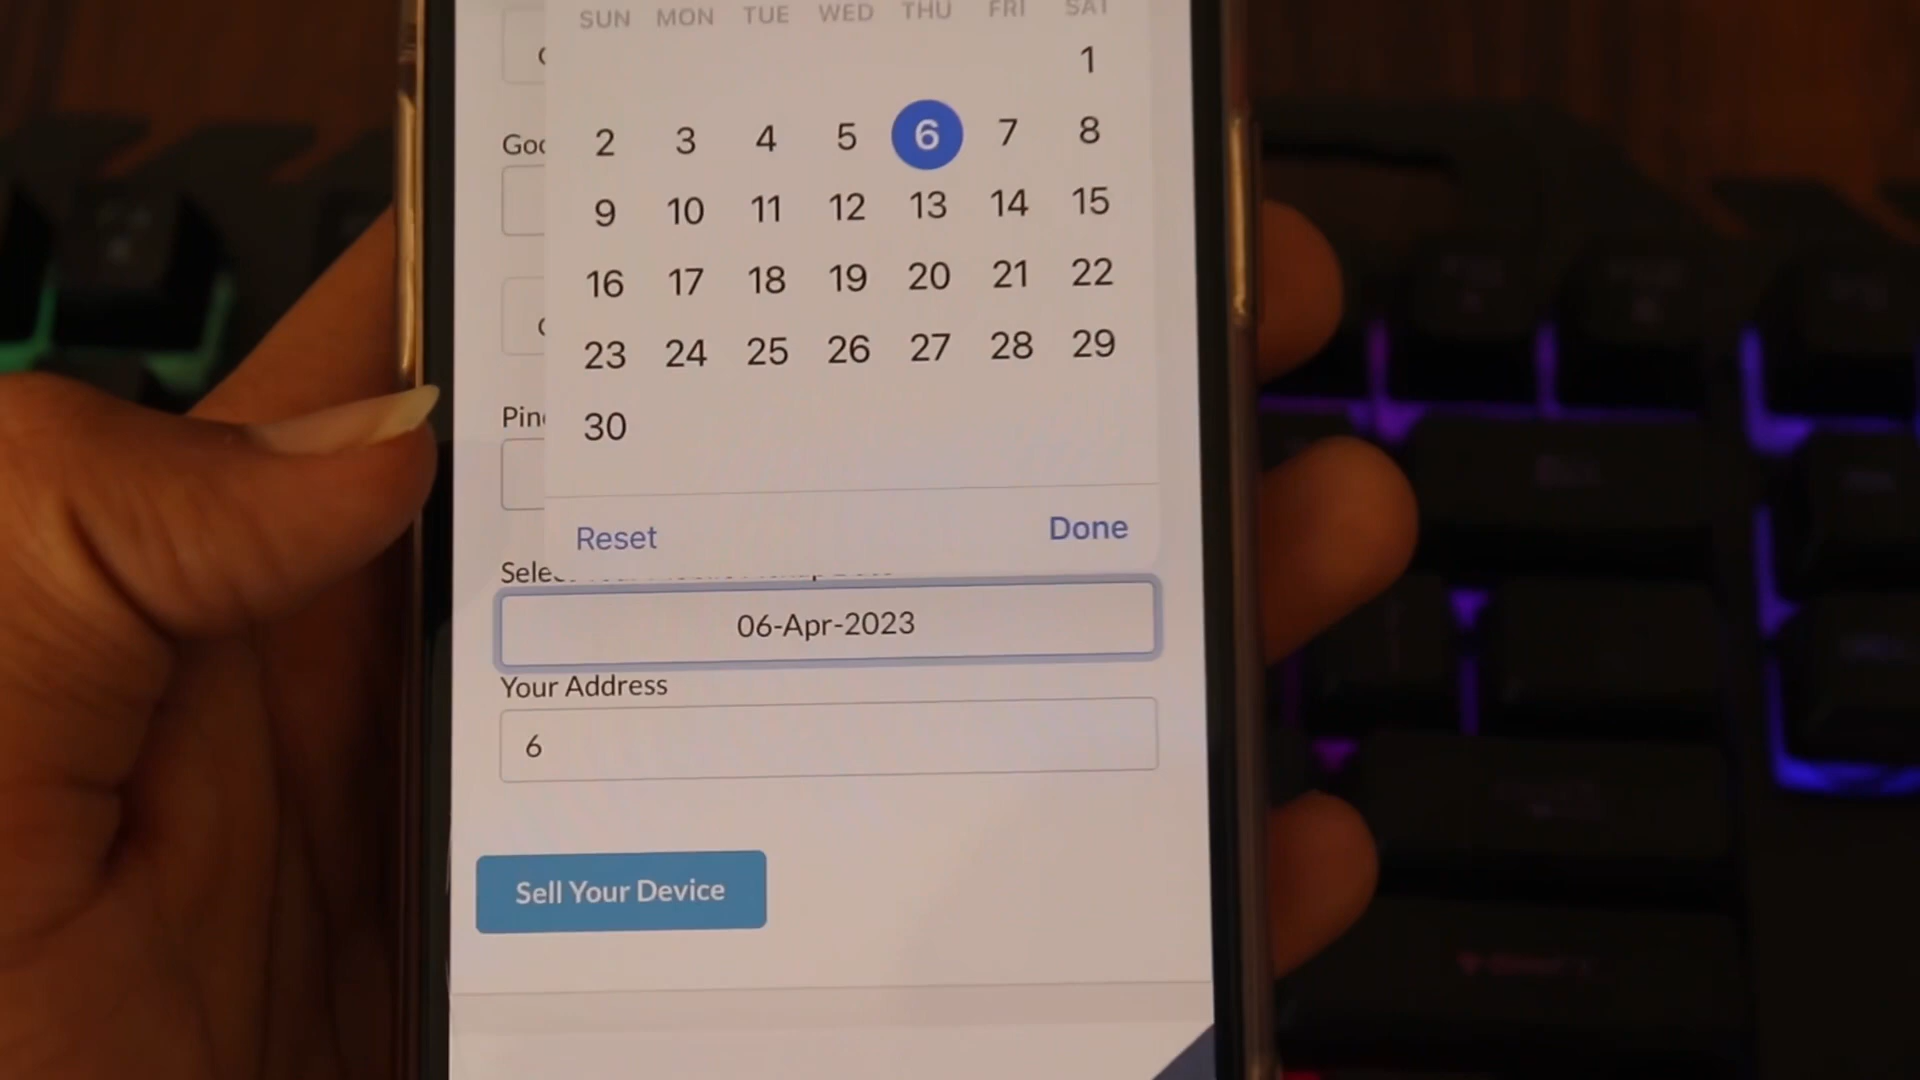 SUN MON TUE WED THU FRI SAT
1
2 3 4 5 6 7 8
9 10 11 12 13 14 15
16 17 18 19 20 21 22
23 24 25 26 27 28 29
30
Reset Done
06-Apr-2023
Your Address
6
Sell Your Device